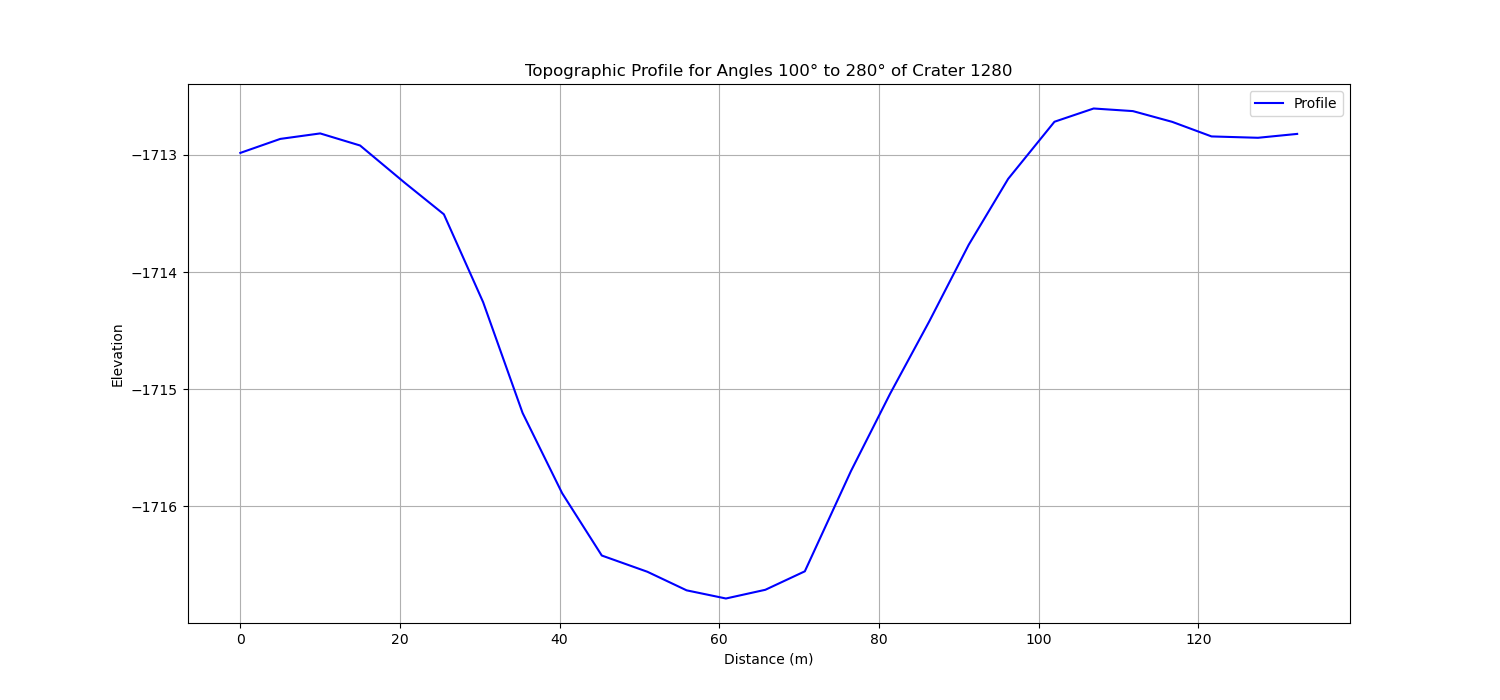 Topographic Profile for Angles 100° to 280° of Crater 1280
Profile
−1713
−1714
−1715
−1716
Elevation
0 20 40 60 80 100 120
Distance (m)